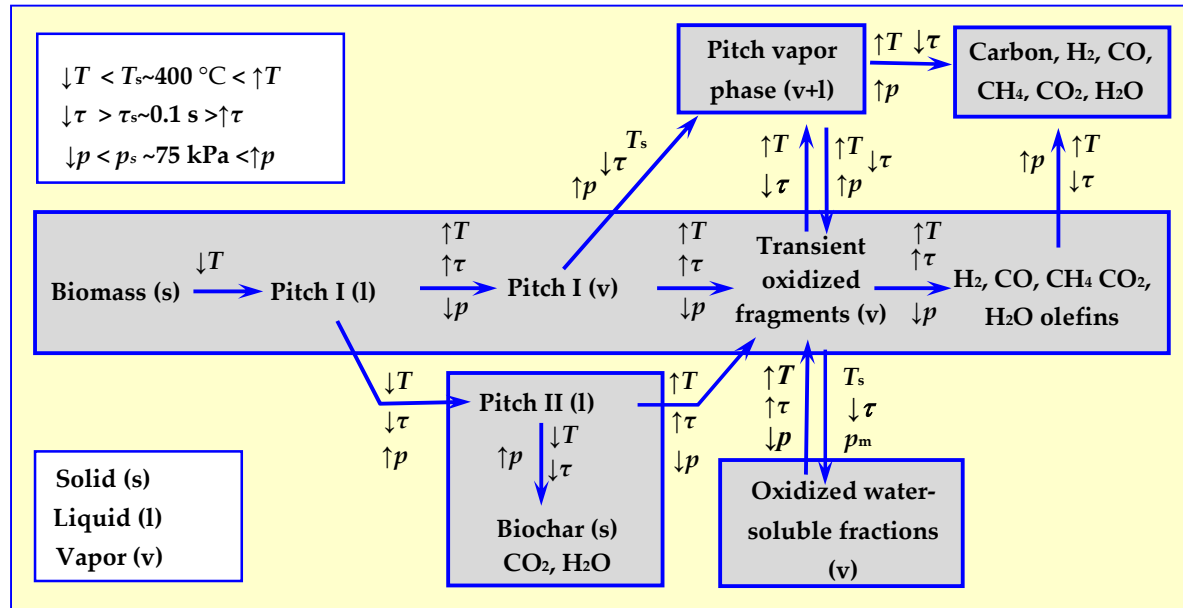 ↓T < Ts~400 °C < ↑T
↓τ > τs~0.1 s >↑τ
↓p < ps ~75 kPa <↑p
Pitch vapor
phase (v+l)
↑T ↓τ
↑p
Carbon, H2, CO,
CH4, CO2, H2O
↑p ↓τ Ts
↑T
↓τ
↑T
↑p ↓τ
↑p
↑T
↓τ
Biomass (s)
↓T
Pitch I (l)
↑T
↑τ
↓p
Pitch I (v)
↑T
↑τ
↓p
Transient
oxidized
fragments (v)
↑T
↑τ
↓p
H2, CO, CH4 CO2,
H2O olefins
↓T
↓τ
↑p
Pitch II (l)
↑p
↓T
↓τ
Biochar (s)
CO2, H2O
↑T
↑τ
↓p
↑T
↑τ
↓p
Ts
↓τ
pm
Oxidized water-
soluble fractions
(v)
Solid (s)
Liquid (l)
Vapor (v)